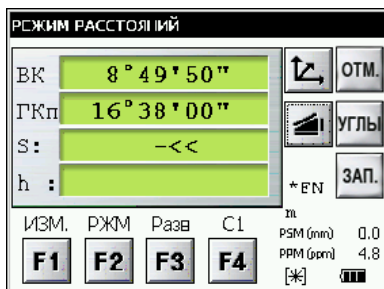 РЕЖИМ РАССТОЯНИЙ
ВК 8°49'50"
ГКп 16°38'00"
S: -<<
h :
ОТМ.
УГЛЫ
ЗАП.
*FN
m
PSM (mm) 0.0
PPM (ppm) 4.8
[*]
ИЗМ. РЖМ Разв С1
F1 F2 F3 F4